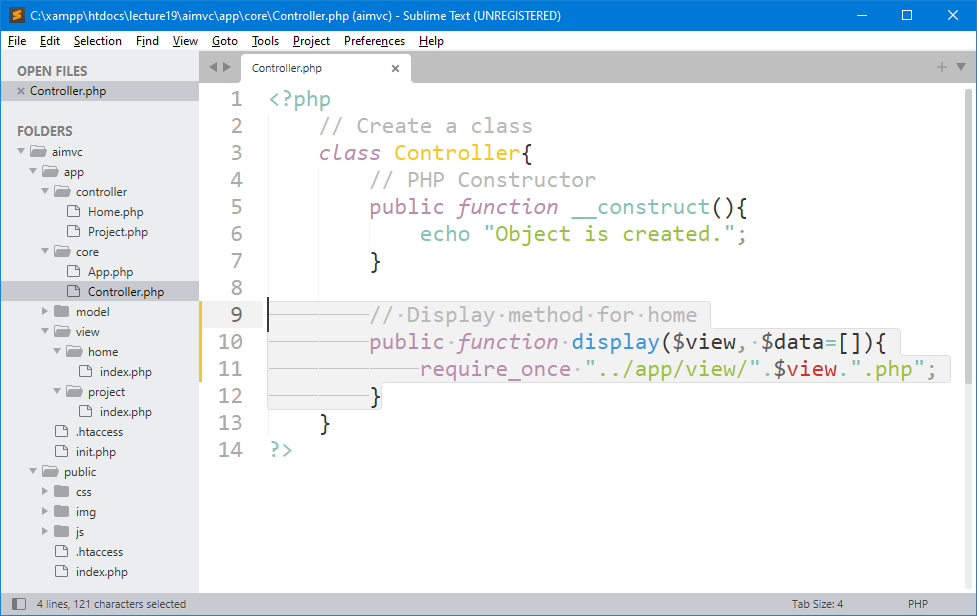 C:\xampp\htdocs\lecture19\aimvc\app\core\Controller.php (aimvc) - Sublime Text (UNREGISTERED)
File Edit Selection Find View Goto Tools Project Preferences Help
OPEN FILES
Controller.php
FOLDERS
aimvc
app
controller
Home.php
Project.php
core
App.php
Controller.php
model
view
home
index.php
project
index.php
.htaccess
init.php
public
css
img
js
.htaccess
index.php
Controller.php
1 <?php
2 // Create a class
3 class Controller{
4 // PHP Constructor
5 public function __construct(){
6 echo "Object is created.";
7 }
8
9 // Display method for home
10 public function display($view, $data=[]){
11 require_once "../app/view/".$view.".php";
12 }
13 }
14 ?>
4 lines, 121 characters selected
Tab Size: 4
PHP